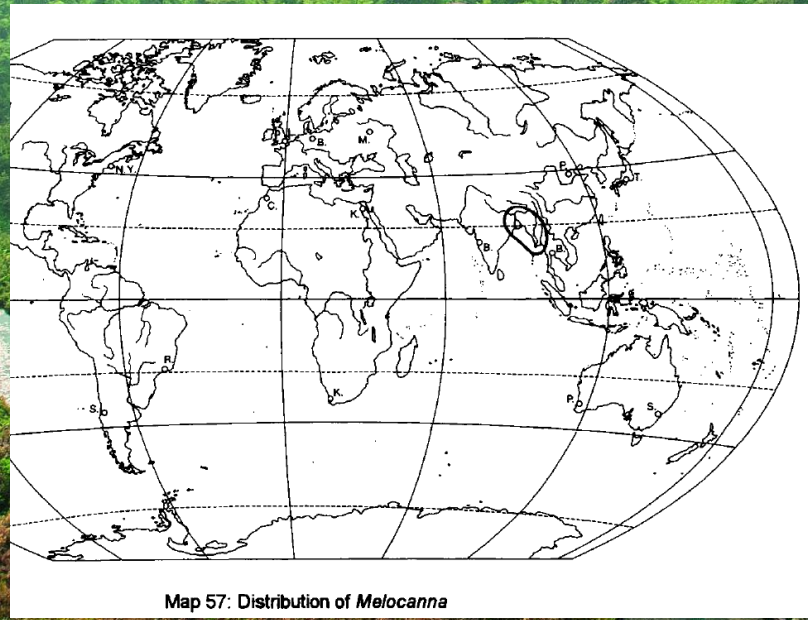 B.
M.
N.Y.
P.
T.
C.
K.
B.
B.
R.
K.
S.
P.
S.
Map 57: Distribution of Melocanna